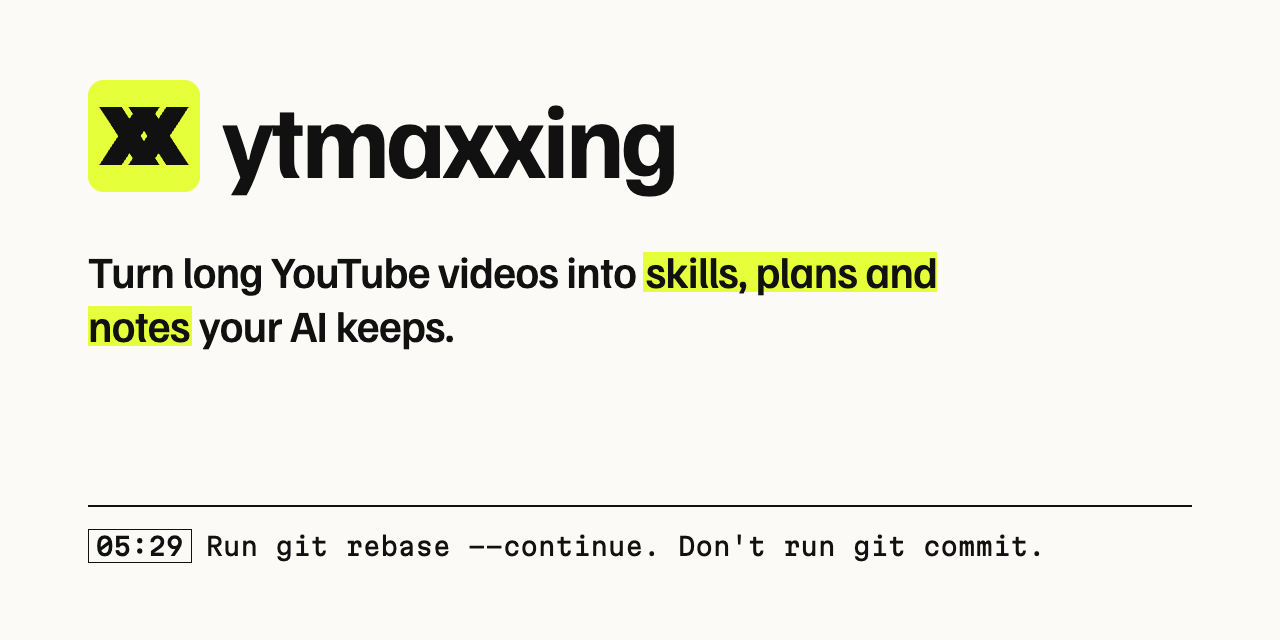 XX ytmaxxing
Turn long YouTube videos into skills, plans and
notes your AI keeps.
05:29 Run git rebase --continue. Don't run git commit.